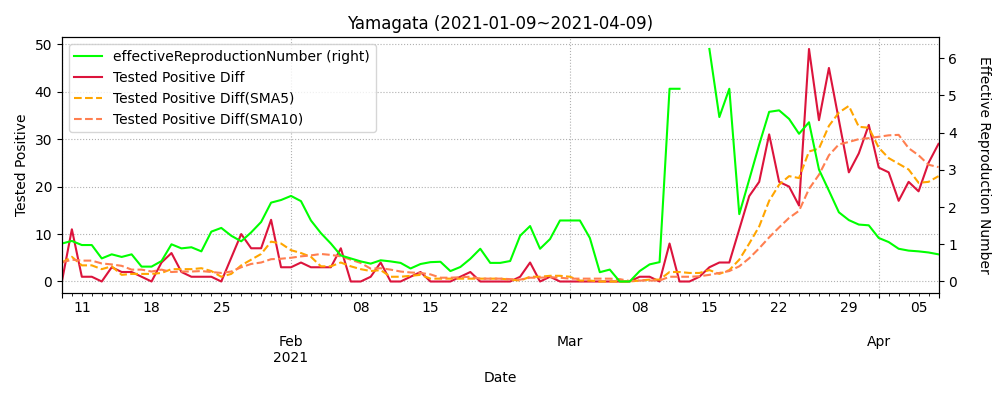 Yamagata (2021-01-09~2021-04-09)
effectiveReproductionNumber (right)
Tested Positive Diff
Tested Positive Diff(SMA5)
Tested Positive Diff(SMA10)
Tested Positive
50
40
30
20
10
0
6
5
4
3
2
1
0
Effective Reproduction Number
11 18 25 08 15 22 08 15 22 29 05
Feb Mar Apr
2021
Date